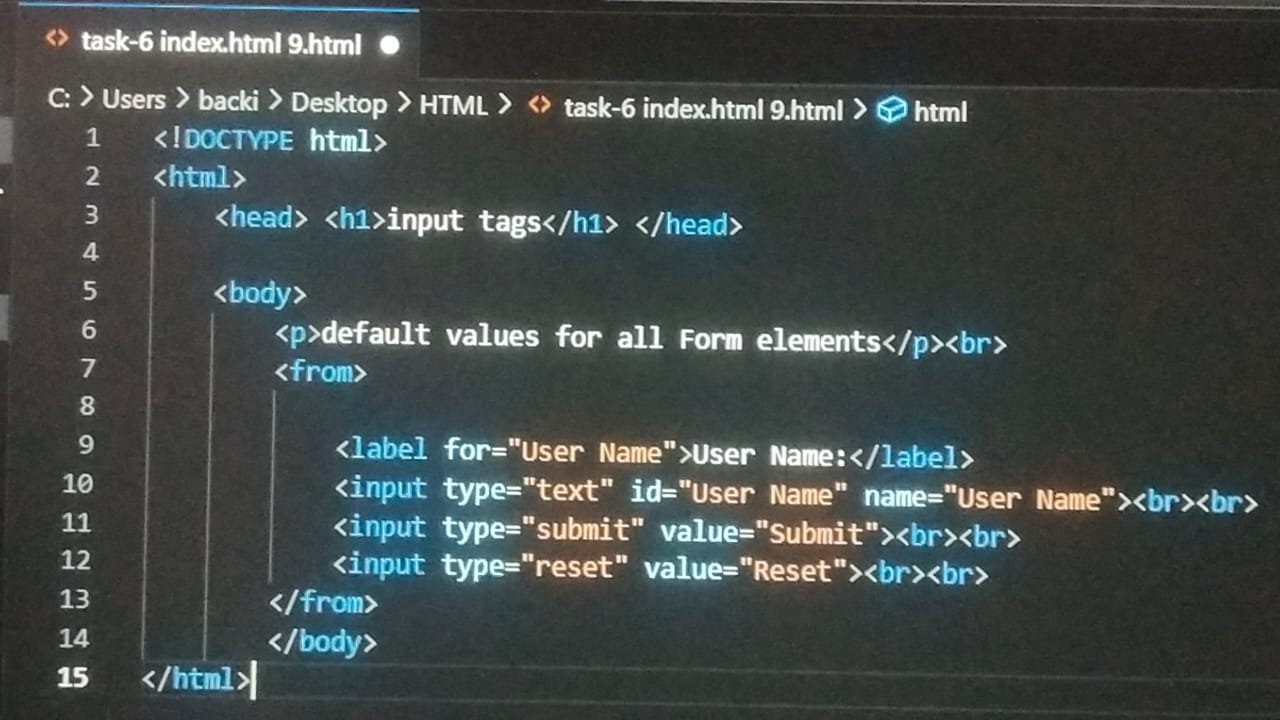 <> task-6 index.html 9.html ●
C: > Users > backi > Desktop > HTML > <> task-6 index.html 9.html > html
1 <!DOCTYPE html>
2 <html>
3 <head> <h1>input tags</h1> </head>
4
5 <body>
6 <p>default values for all Form elements</p><br>
7 <from>
8
9 <label for="User Name">User Name:</label>
10 <input type="text" id="User Name" name="User Name"><br><br>
11 <input type="submit" value="Submit"><br><br>
12 <input type="reset" value="Reset"><br><br>
13 </from>
14 </body>
15 </html>